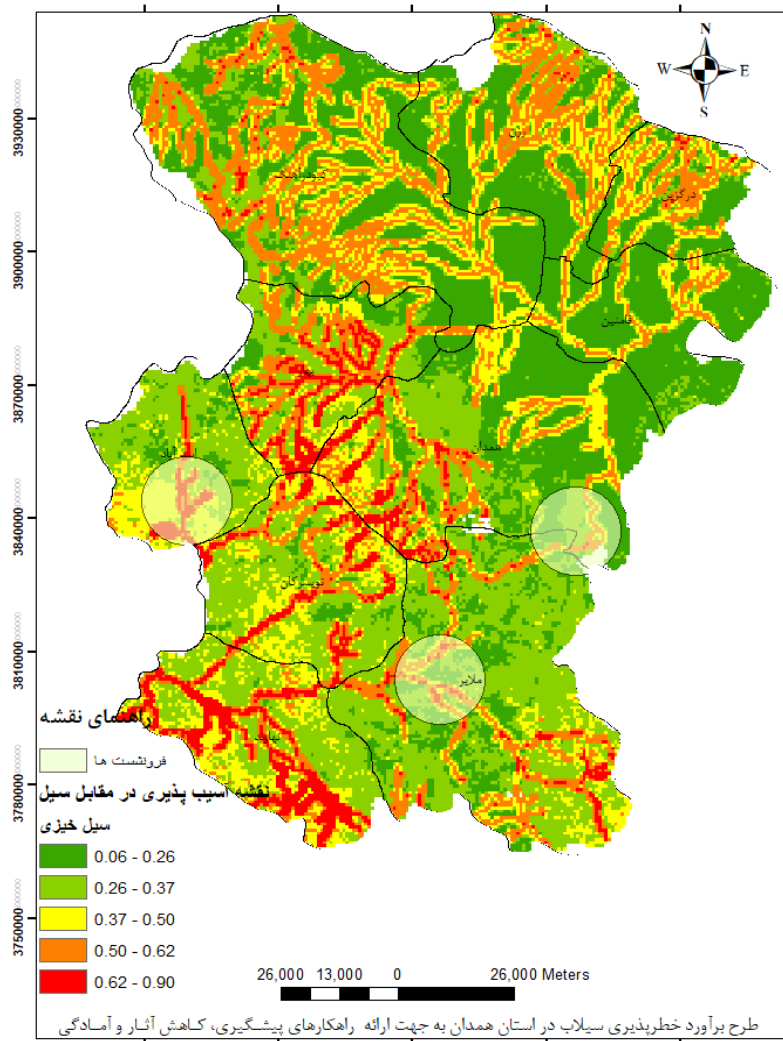 N
W E
S
3930000
3900000
3870000
3840000
3810000
3780000
3750000
رزن
کبودراهنگ
درگزین
فامنین
بهار
همدان
اباد
تویسرکان
ملایر
نهاوند
راهنمای نقشه
فرونشست ها
نقشه آسیب پذیری در مقابل سیل
سیل خیزی
0.06 - 0.26
0.26 - 0.37
0.37 - 0.50
0.50 - 0.62
0.62 - 0.90
26,000 13,000 0 26,000 Meters
طرح برآورد خطرپذیری سیلاب در استان همدان به جهت ارائه راهکارهای پیشگیری، کاهش آثار و آمادگی